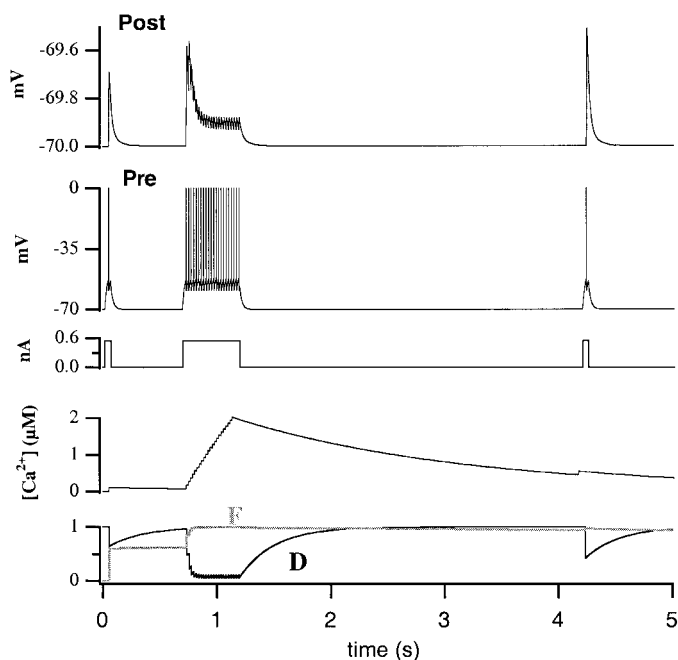 Post
mV
-69.6
-69.8
-70.0
Pre
mV
0
-35
-70
nA
0.6
0.0
[Ca2+] (μM)
2
1
0
F
D
1
0
0 1 2 3 4 5
time (s)